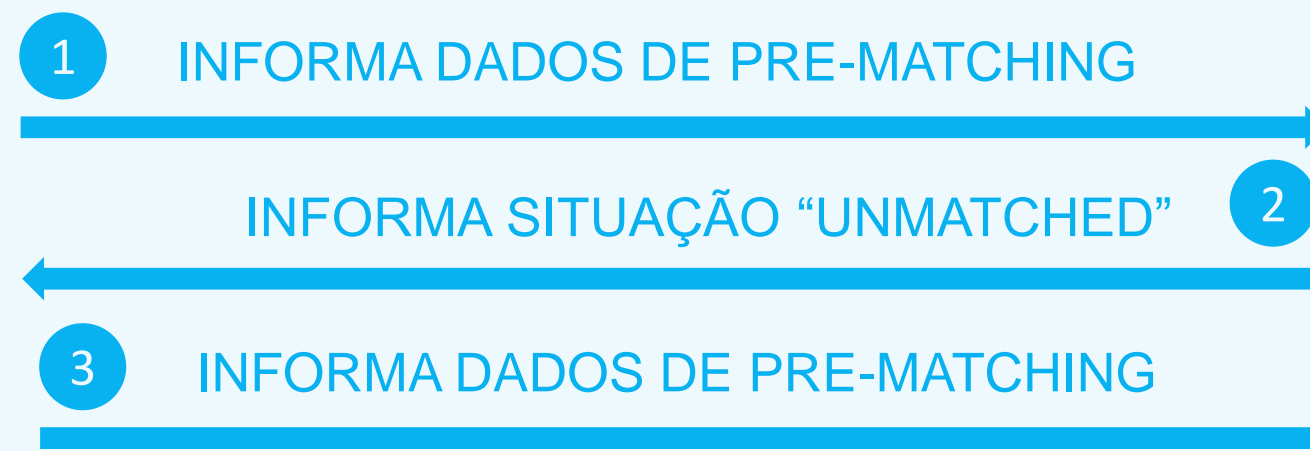 1 INFORMA DADOS DE PRE-MATCHING
INFORMA SITUAÇÃO “UNMATCHED” 2
3 INFORMA DADOS DE PRE-MATCHING